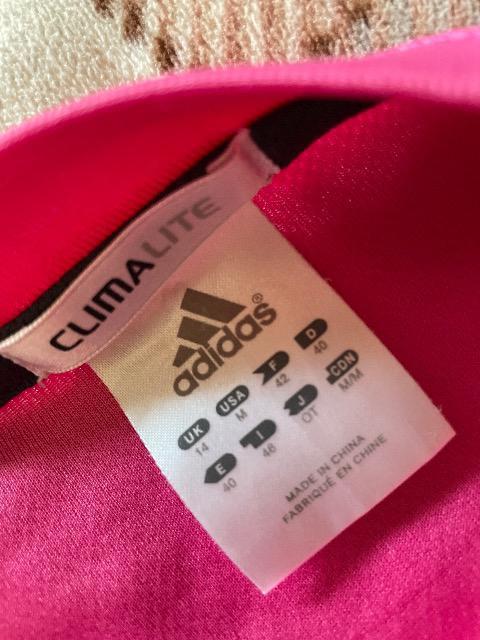 CLIMALITE
adidas®
UK USA F D
14 M 42 40
E I J CDN
40 46 OT M/M
MADE IN CHINA
FABRIQUÉ EN CHINE